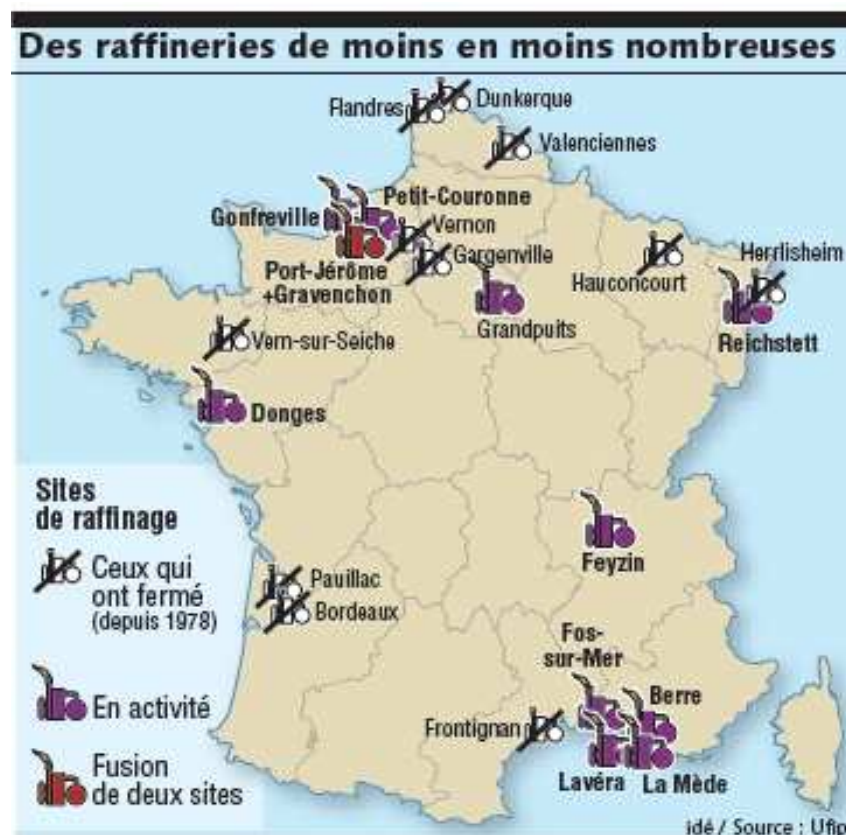 Des raffineries de moins en moins nombreuses
Flandres
Dunkerque
Valenciennes
Petit-Couronne
Gonfreville
Vernon
Gargenville
Port-Jérôme
+Gravenchon
Hauconcourt
Herrlisheim
Grandpuits
Reichstett
Vern-sur-Seiche
Donges
Sites
de raffinage
Ceux qui
ont fermé
(depuis 1978)
En activité
Fusion
de deux sites
Pauillac
Bordeaux
Feyzin
Fos-
sur-Mer
Berre
Frontignan
Lavéra
La Mède
idé / Source : Ufip